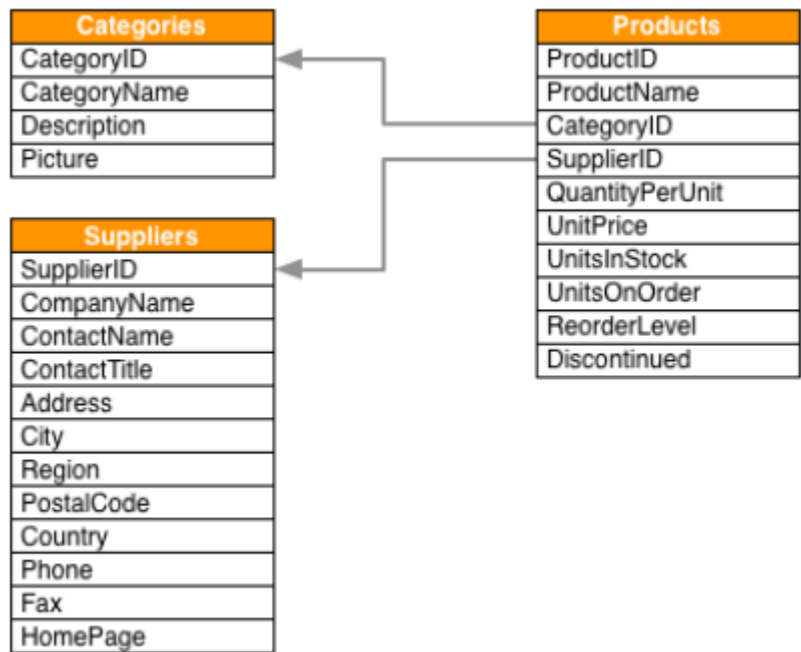 Categories
CategoryID
CategoryName
Description
Picture
Suppliers
SupplierID
CompanyName
ContactName
ContactTitle
Address
City
Region
PostalCode
Country
Phone
Fax
HomePage
Products
ProductID
ProductName
CategoryID
SupplierID
QuantityPerUnit
UnitPrice
UnitsInStock
UnitsOnOrder
ReorderLevel
Discontinued